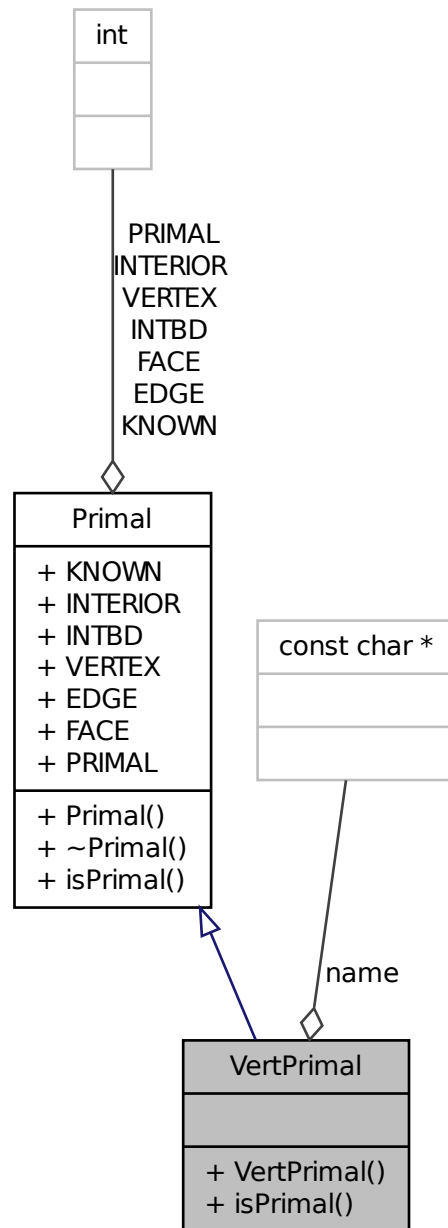 int
PRIMAL
INTERIOR
VERTEX
INTBD
FACE
EDGE
KNOWN
Primal
+ KNOWN
+ INTERIOR
+ INTBD
+ VERTEX
+ EDGE
+ FACE
+ PRIMAL
+ Primal()
+ ~Primal()
+ isPrimal()
const char *
name
VertPrimal
+ VertPrimal()
+ isPrimal()